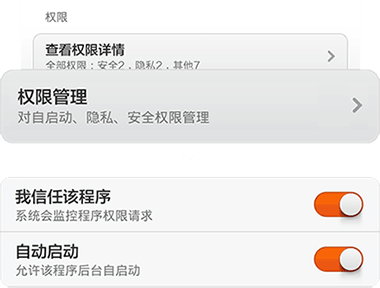 权限
查看权限详情
全部权限：安全2，隐私2，其他7
权限管理
对自启动、隐私、安全权限管理
我信任该程序
系统会监控程序权限请求
自动启动
允许该程序后台自启动